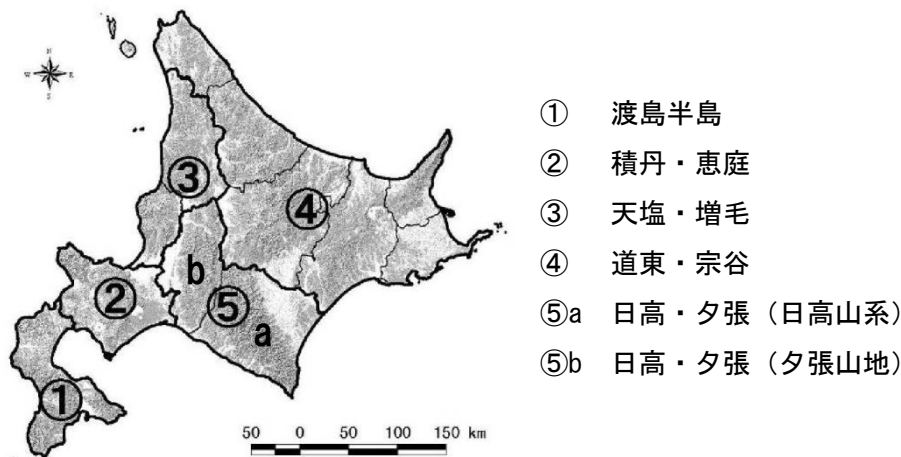 N
W E
S
③
④
b
②
⑤
a
①
50 0 50 100 150 km
① 渡島半島
② 積丹・恵庭
③ 天塩・増毛
④ 道東・宗谷
⑤a 日高・夕張（日高山系）
⑤b 日高・夕張（夕張山地）